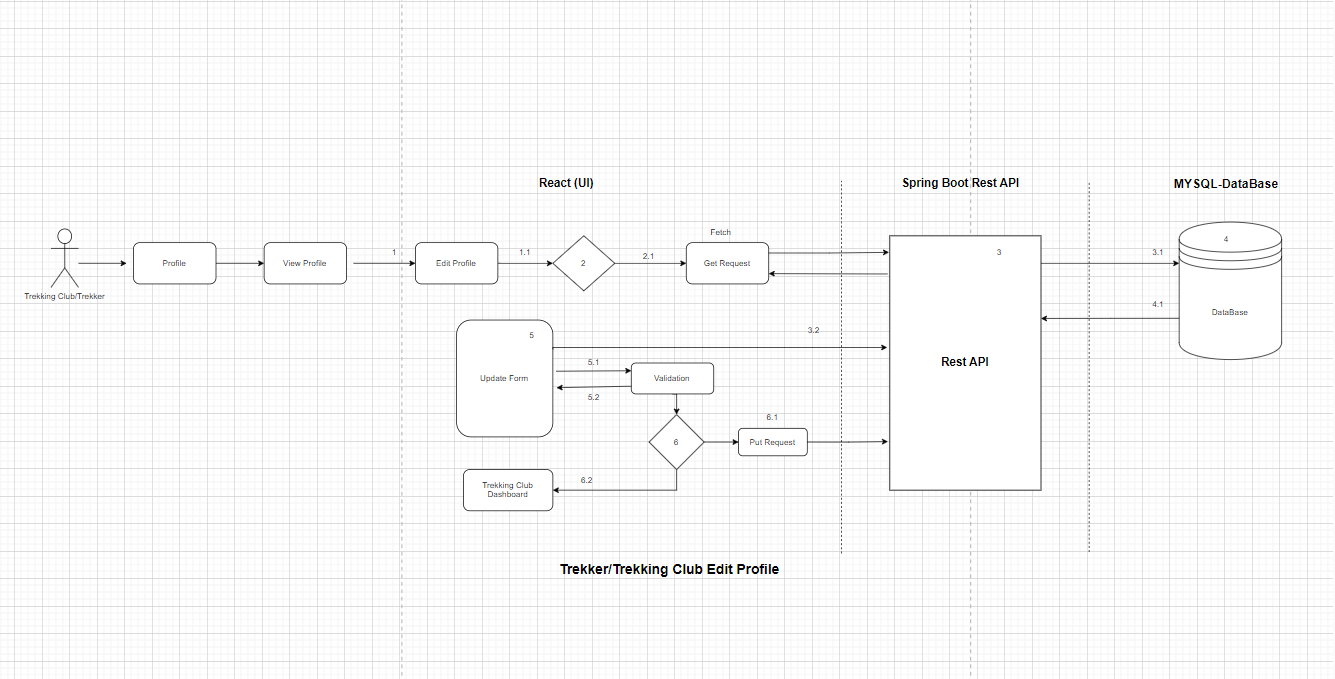 React (UI)
Spring Boot Rest API
MYSQL-DataBase
Trekking Club/Trekker
Profile
View Profile
1
Edit Profile
1.1
2
2.1
Fetch
Get Request
3
Rest API
3.1
4
4.1
DataBase
3.2
5
Update Form
5.1
5.2
Validation
6
6.1
Put Request
6.2
Trekking Club
Dashboard
Trekker/Trekking Club Edit Profile